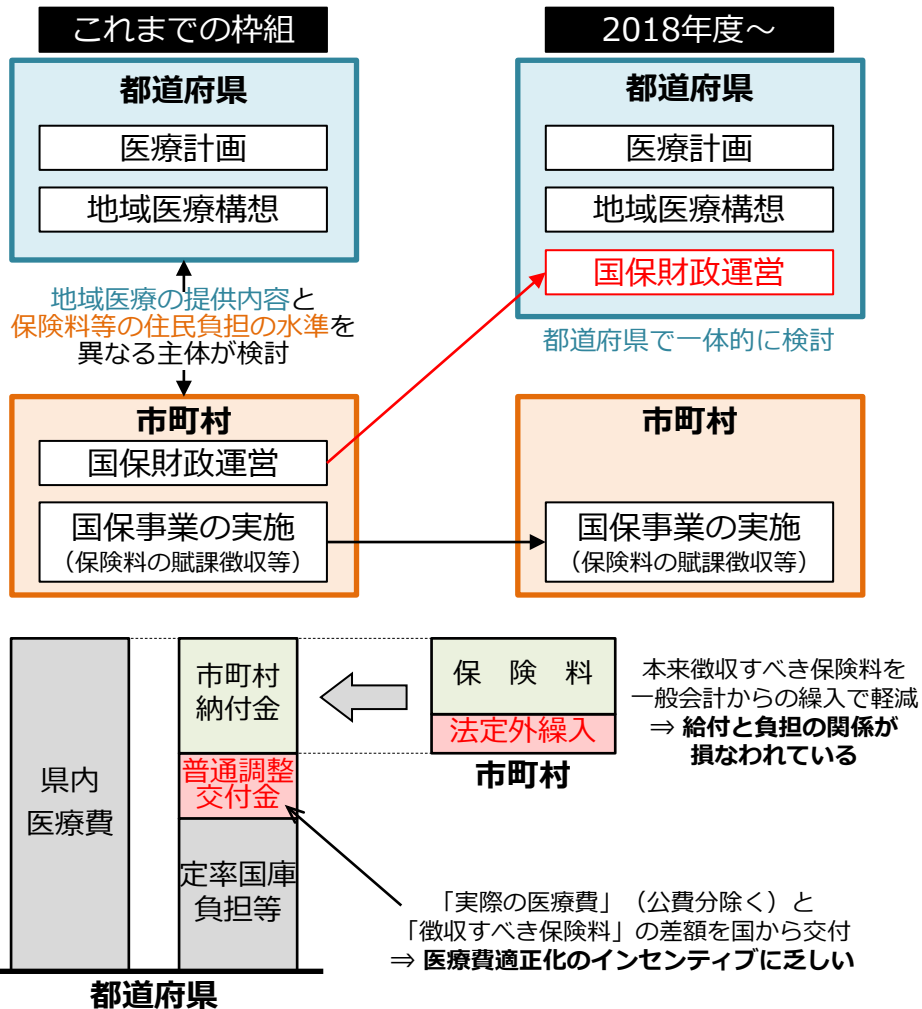 これまでの枠組
2018年度～
都道府県
医療計画
地域医療構想
地域医療の提供内容と
保険料等の住民負担の水準を
異なる主体が検討
市町村
国保財政運営
国保事業の実施
（保険料の賦課徴収等）
都道府県
医療計画
地域医療構想
国保財政運営
都道府県で一体的に検討
市町村
国保事業の実施
（保険料の賦課徴収等）
県内
医療費
市町村
納付金
普通調整
交付金
定率国庫
負担等
都道府県
保　険　料
法定外繰入
市町村
本来徴収すべき保険料を
一般会計からの繰入で軽減
⇒ 給付と負担の関係が
損なわれている
「実際の医療費」（公費分除く）と
「徴収すべき保険料」の差額を国から交付
⇒ 医療費適正化のインセンティブに乏しい